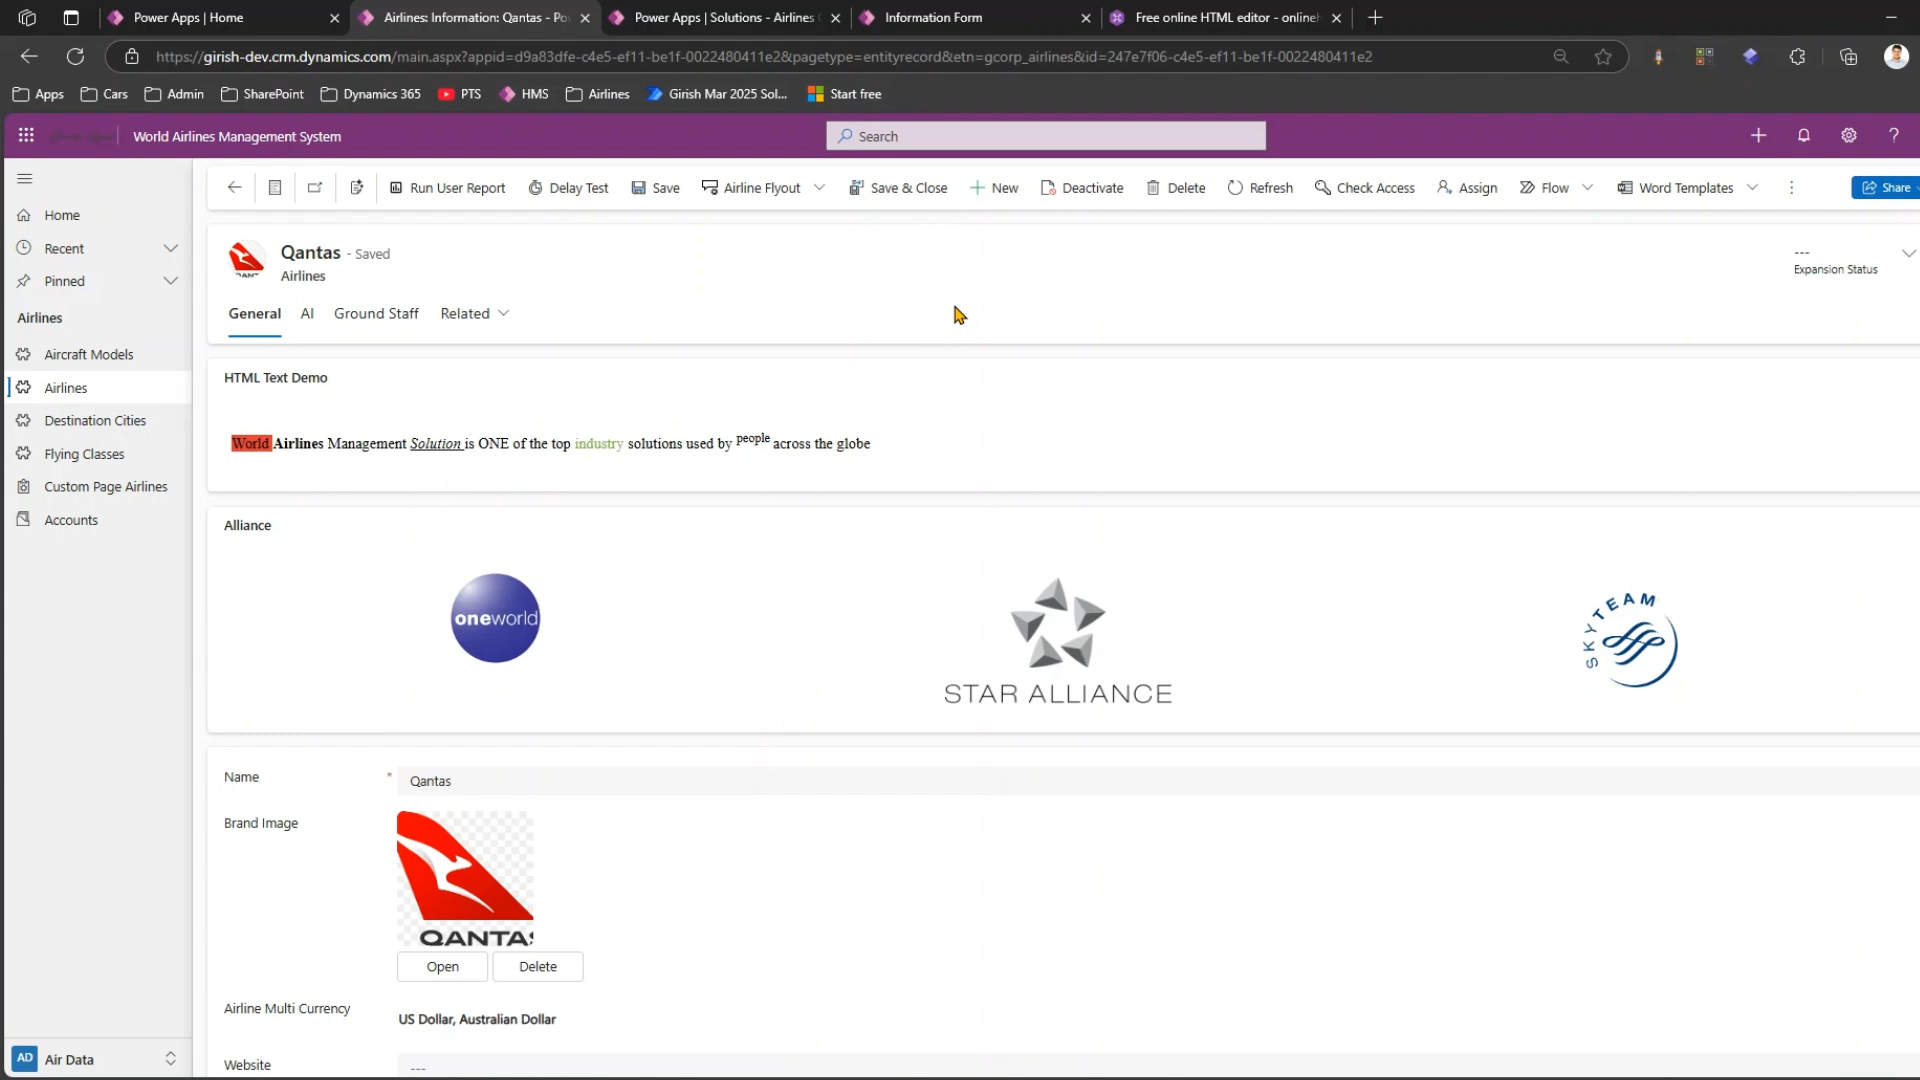 Power Apps | Home
Airlines: Information: Qantas - Po
Power Apps | Solutions - Airlines
Information Form
Free online HTML editor - onlineh
https://girish-dev.crm.dynamics.com/main.aspx?appid=d9a83dfe-c4e5-ef11-be1f-0022480411e2&pagetype=entityrecord&etn=gcorp_airlines&id=247e7f06-c4e5-ef11-be1f-0022480411e2
Apps
Cars
Admin
SharePoint
Dynamics 365
PTS
HMS
Airlines
Girish Mar 2025 Sol...
Start free
World Airlines Management System
Search
Run User Report
Delay Test
Save
Airline Flyout
Save & Close
New
Deactivate
Delete
Refresh
Check Access
Assign
Flow
Word Templates
Share
Home
Recent
Pinned
Airlines
Aircraft Models
Airlines
Destination Cities
Flying Classes
Custom Page Airlines
Accounts
AD Air Data
QANT
Qantas - Saved
Airlines
---
Expansion Status
General
AI
Ground Staff
Related
HTML Text Demo
World Airlines Management Solution is ONE of the top industry solutions used by people across the globe
Alliance
oneworld
STAR ALLIANCE
SKYTEAM
Name * Qantas
Brand Image
QANTAS
Open
Delete
Airline Multi Currency
US Dollar, Australian Dollar
Website
---